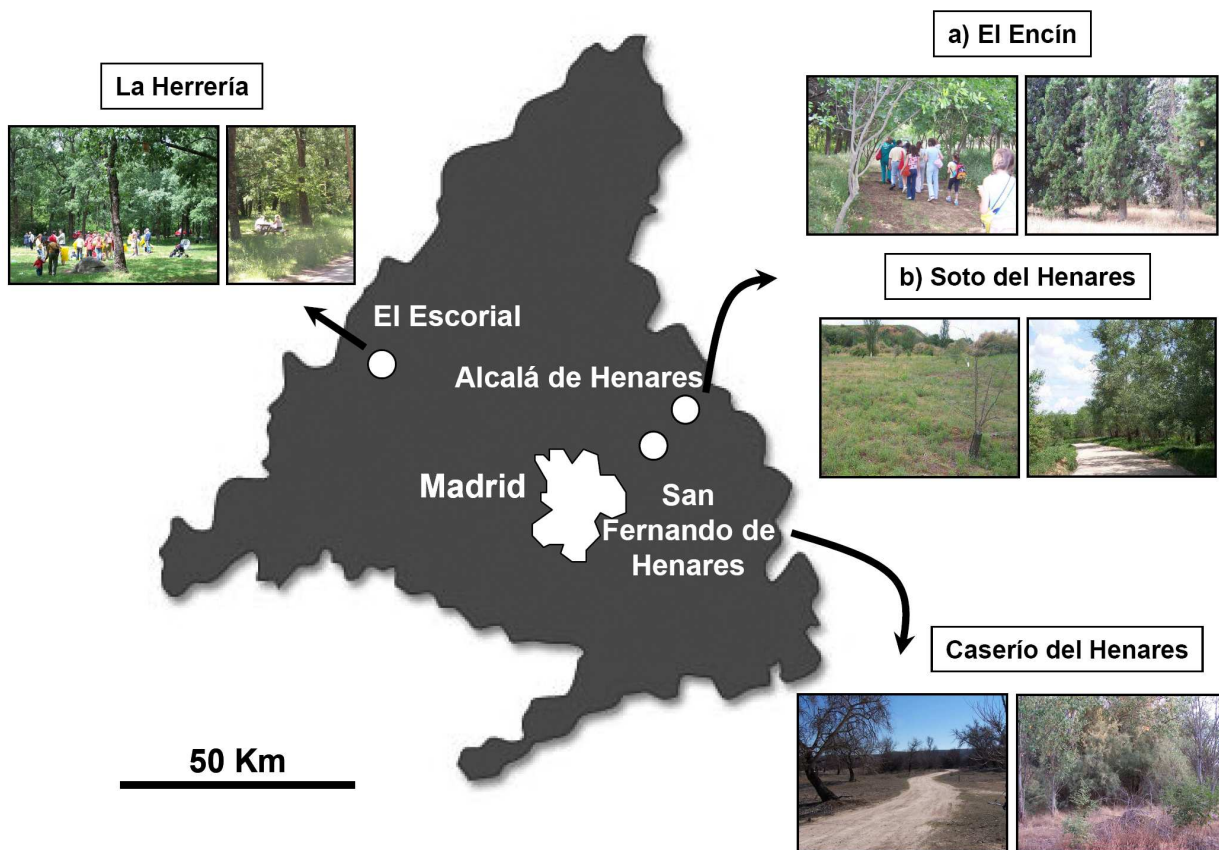 La Herrería
a) El Encín
b) Soto del Henares
El Escorial
Alcalá de Henares
Madrid
San
Fernando de
Henares
Caserío del Henares
50 Km